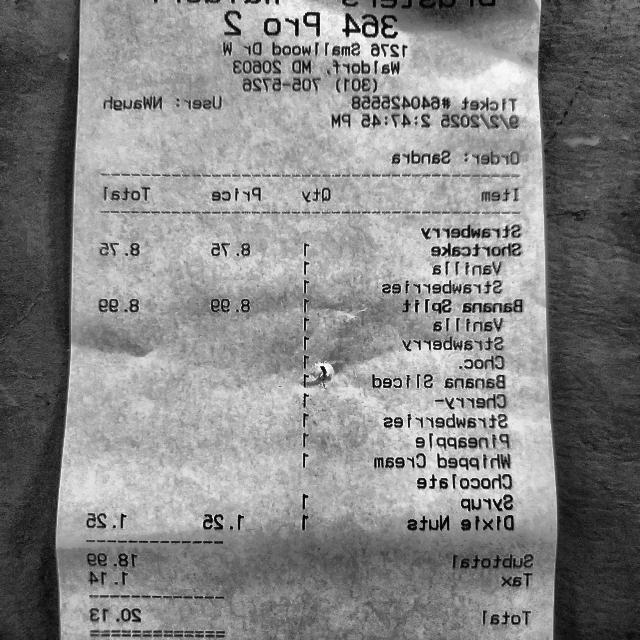 Bruster's Waldorf
364 Pro 2
1276 Smallwood Dr W
Waldorf, MD 20603
(301) 705-5726
Ticket #640425558 User: NWaugh
9/2/2025 2:47:45 PM
Order: Sandra
Item Qty Price Total
Strawberry
Shortcake 1 8.75 8.75
Vanilla 1
Strawberries 1
Banana Split 1 8.99 8.99
Vanilla 1
Strawberry 1
Choc. 1
Banana Sliced 1
Cherry- 1
Strawberries 1
Pineapple 1
Whipped Cream 1
Chocolate
Syrup 1
Dixie Nuts 1 1.25 1.25
Subtotal 18.99
Tax 1.14
Total 20.13